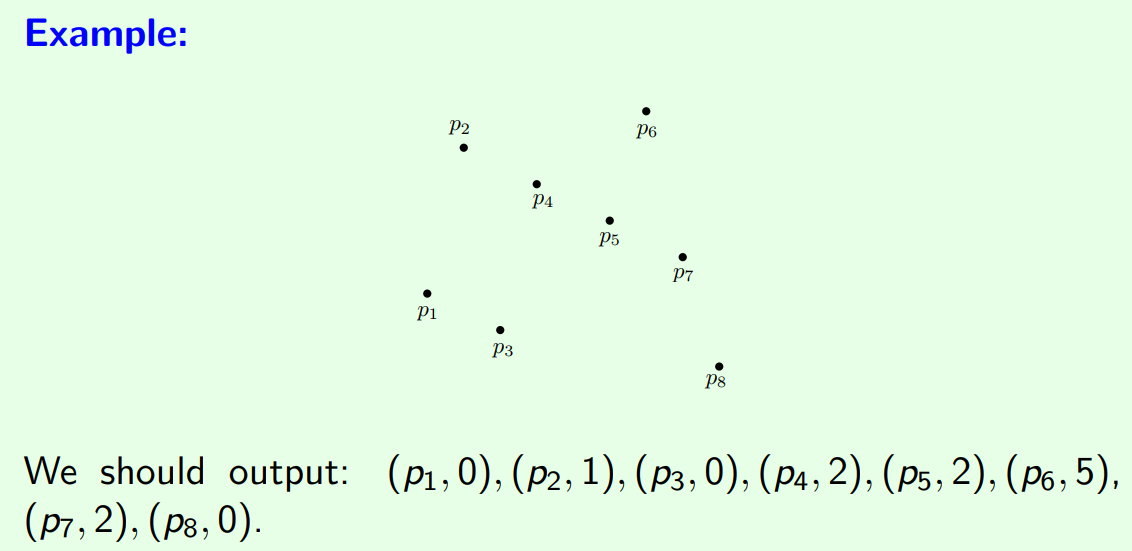 Example:
p₂
p₆
p₄
p₅
p₇
p₁
p₃
p₈
We should output: (p₁, 0), (p₂, 1), (p₃, 0), (p₄, 2), (p₅, 2), (p₆, 5),
(p₇, 2), (p₈, 0).